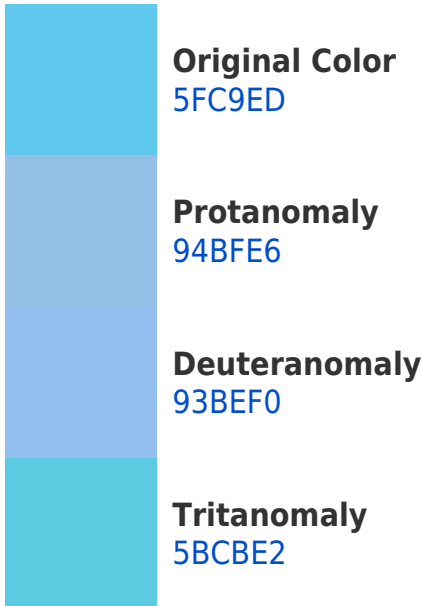 Original Color
5FC9ED
Protanomaly
94BFE6
Deuteranomaly
93BEF0
Tritanomaly
5BCBE2